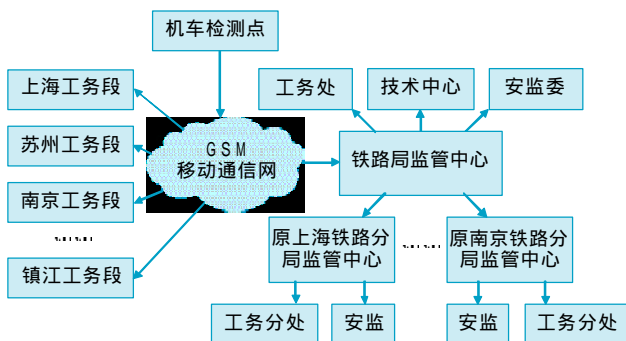 机车检测点
上海工务段
工务处
技术中心
安监委
苏州工务段
GSM
移动通信网
铁路局监管中心
南京工务段
……
原上海铁路分
局监管中心
……
原南京铁路分
局监管中心
镇江工务段
工务分处
安监
安监
工务分处